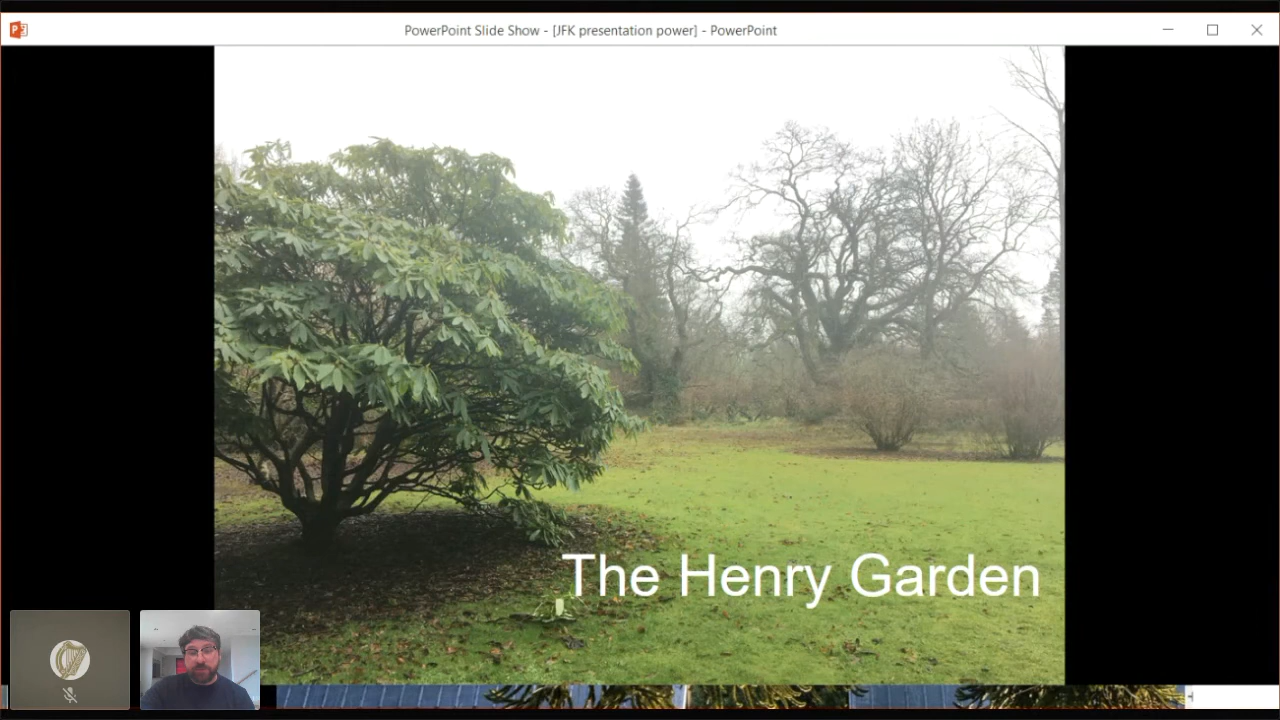 PowerPoint Slide Show - [JFK presentation power] - PowerPoint
The Henry Garden